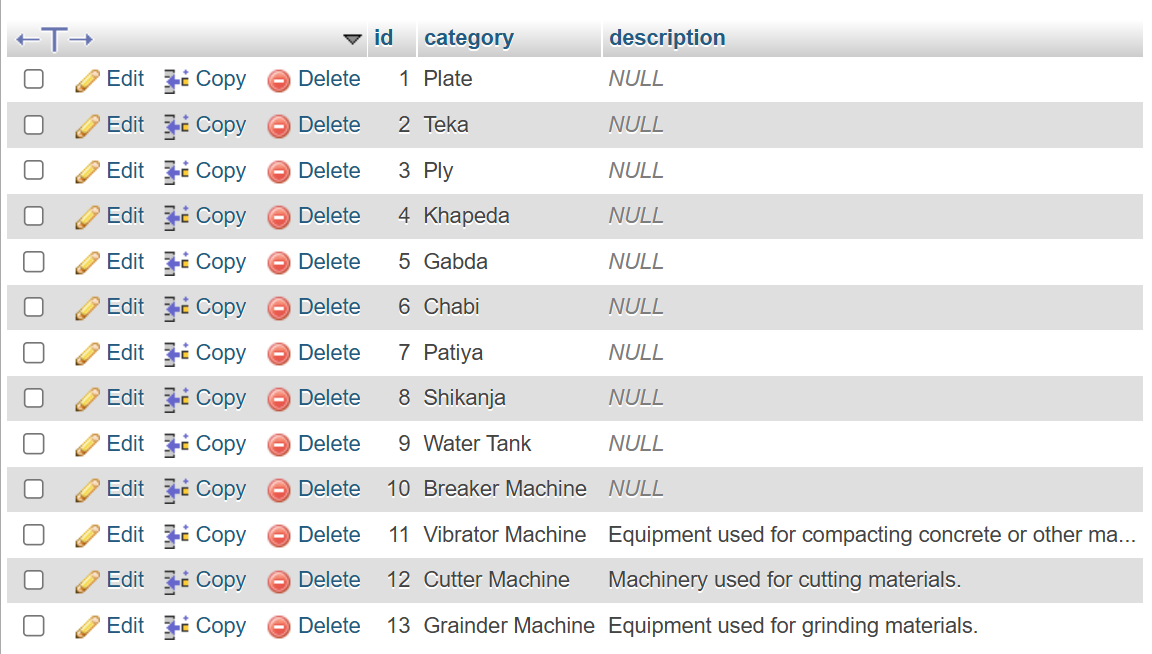 id category description
Edit Copy Delete 1 Plate NULL
Edit Copy Delete 2 Teka NULL
Edit Copy Delete 3 Ply NULL
Edit Copy Delete 4 Khapeda NULL
Edit Copy Delete 5 Gabda NULL
Edit Copy Delete 6 Chabi NULL
Edit Copy Delete 7 Patiya NULL
Edit Copy Delete 8 Shikanja NULL
Edit Copy Delete 9 Water Tank NULL
Edit Copy Delete 10 Breaker Machine NULL
Edit Copy Delete 11 Vibrator Machine Equipment used for compacting concrete or other ma...
Edit Copy Delete 12 Cutter Machine Machinery used for cutting materials.
Edit Copy Delete 13 Grainder Machine Equipment used for grinding materials.